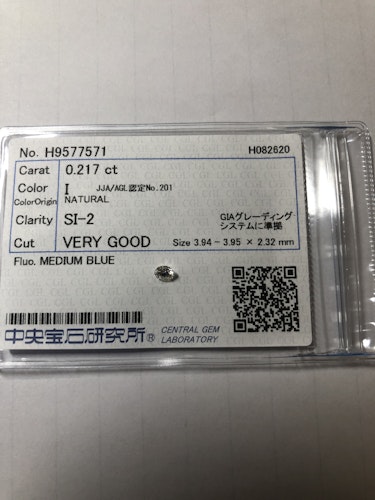 No. H9577571 H082620
Carat 0.217 ct
Color I JJA/AGL認定No.201
ColorOrigin NATURAL
Clarity SI-2 GIAグレーディング
システムに準拠
Cut VERY GOOD Size 3.94 - 3.95 × 2.32 mm
Fluo. MEDIUM BLUE
中央宝石研究所® CENTRAL GEM
LABORATORY